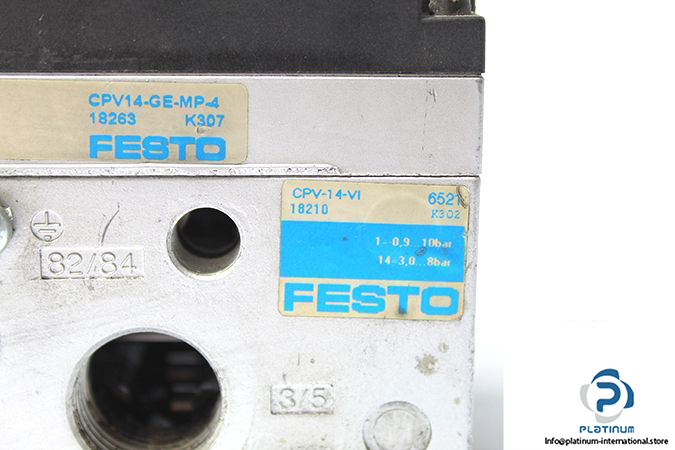 CPV14-GE-MP-4
18263 K307
FESTO
CPV-14-VI 6521
18210 K302
1=-0,9...10bar
14=3,0...8bar
FESTO
82/84
3/5
PLATINUM
info@platinum-international.store